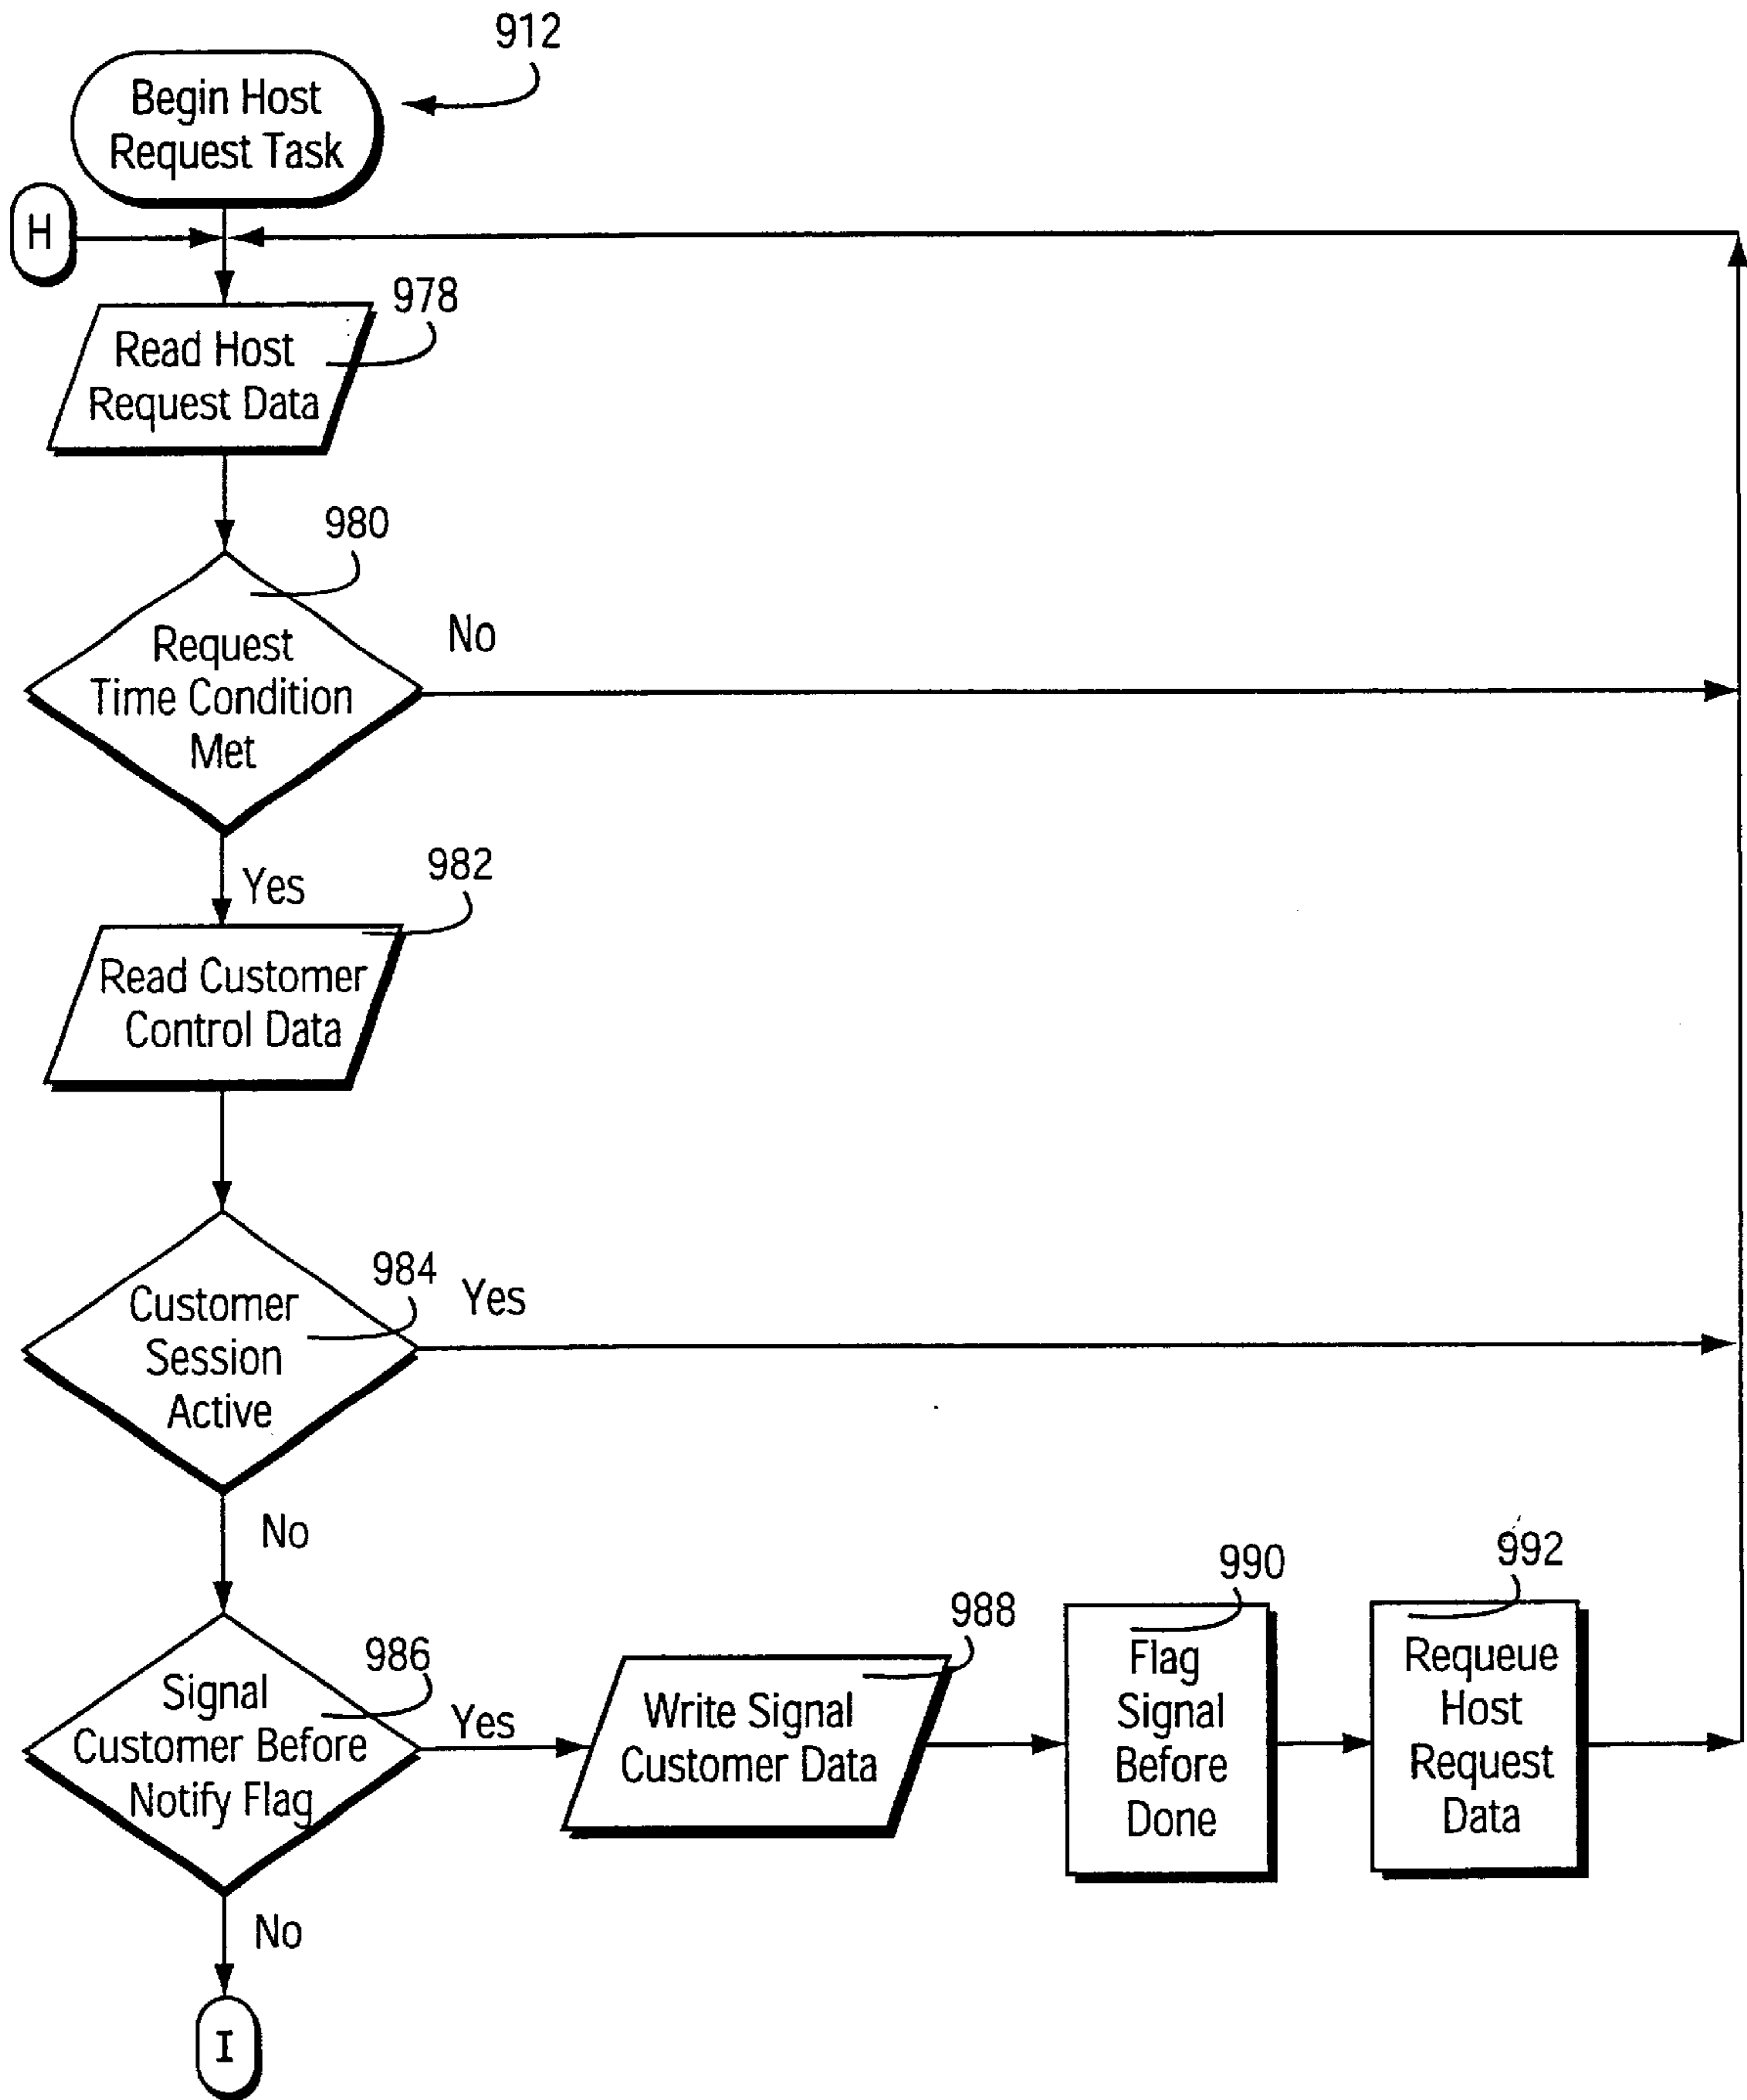 912
Begin Host
Request Task
H
978
Read Host
Request Data
980
Request
Time Condition
Met
No
Yes
982
Read Customer
Control Data
984
Customer
Session
Active
Yes
No
986
Signal
Customer Before
Notify Flag
Yes
988
Write Signal
Customer Data
990
Flag
Signal
Before
Done
992
Requeue
Host
Request
Data
No
I